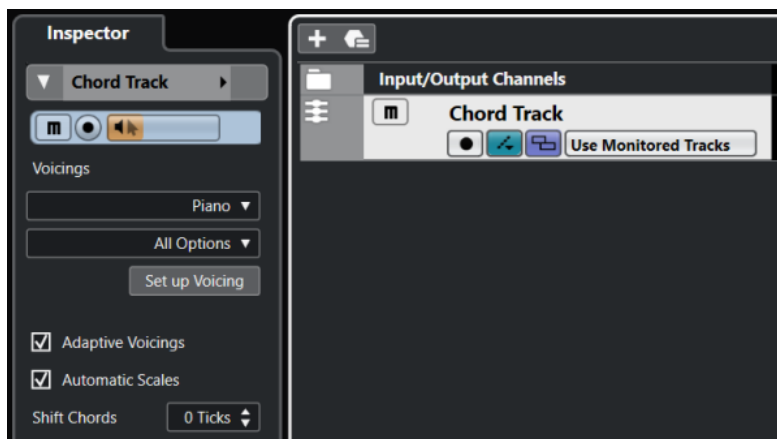 Inspector
Chord Track
m
Voicings
Piano
All Options
Set up Voicing
Adaptive Voicings
Automatic Scales
Shift Chords 0 Ticks
Input/Output Channels
m Chord Track
Use Monitored Tracks